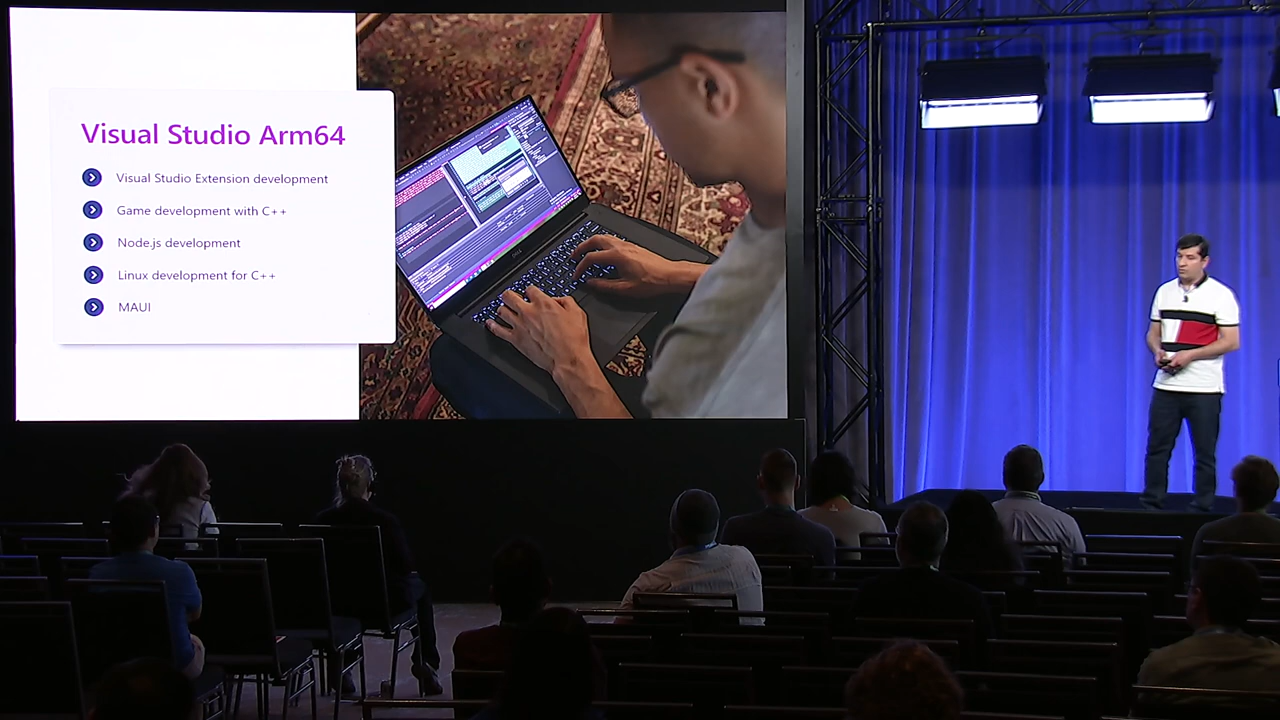 Visual Studio Arm64
Visual Studio Extension development
Game development with C++
Node.js development
Linux development for C++
MAUI